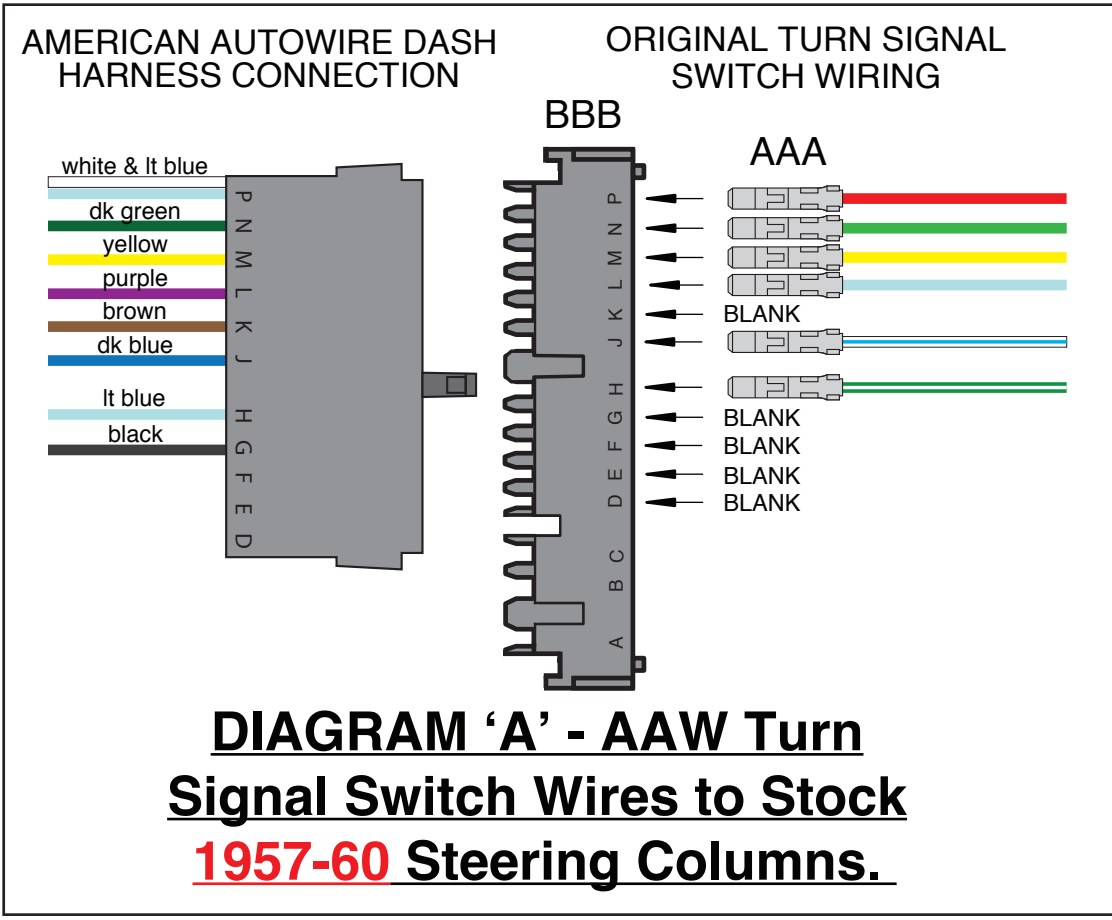 AMERICAN AUTOWIRE DASH
HARNESS CONNECTION
ORIGINAL TURN SIGNAL
SWITCH WIRING
BBB
AAA
white & lt blue
dk green
yellow
purple
brown
dk blue
lt blue
black
P
N
M
L
K
J
H
G
F
E
D
P
N
M
L
K
J
H
G
F
E
D
C
B
A
BLANK
BLANK
BLANK
BLANK
BLANK
DIAGRAM ‘A’ - AAW Turn
Signal Switch Wires to Stock
1957-60 Steering Columns.